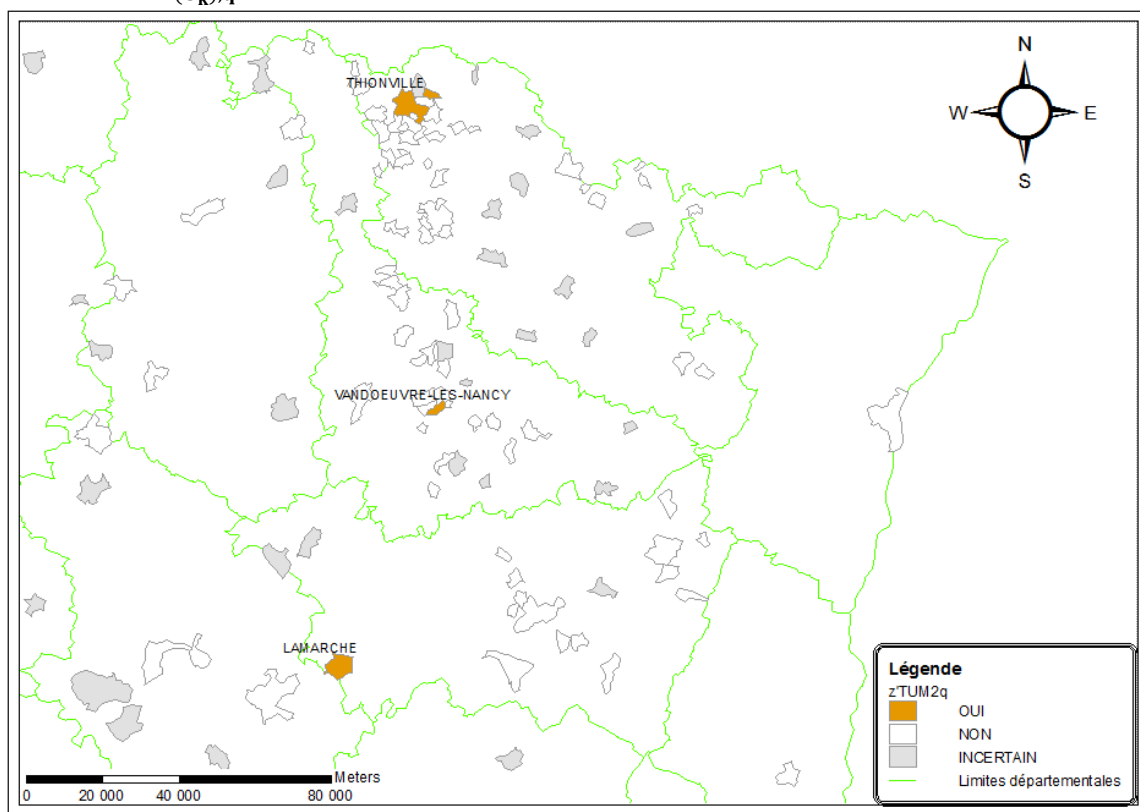 (C_k),q
N
W E
S
THIONVILLE
VANDOEUVRE-LES-NANCY
LAMARCHE
Légende
z'TUM2q
OUI
NON
INCERTAIN
Limites départementales
Meters
0 20 000 40 000 80 000